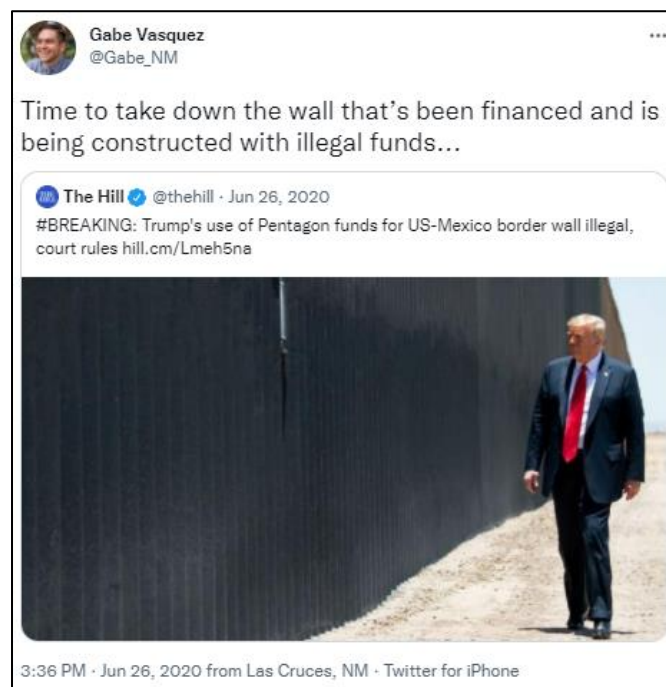 Gabe Vasquez
@Gabe_NM
Time to take down the wall that's been financed and is
being constructed with illegal funds...
The Hill @thehill · Jun 26, 2020
#BREAKING: Trump's use of Pentagon funds for US-Mexico border wall illegal,
court rules hill.cm/Lmeh5na
3:36 PM · Jun 26, 2020 from Las Cruces, NM · Twitter for iPhone